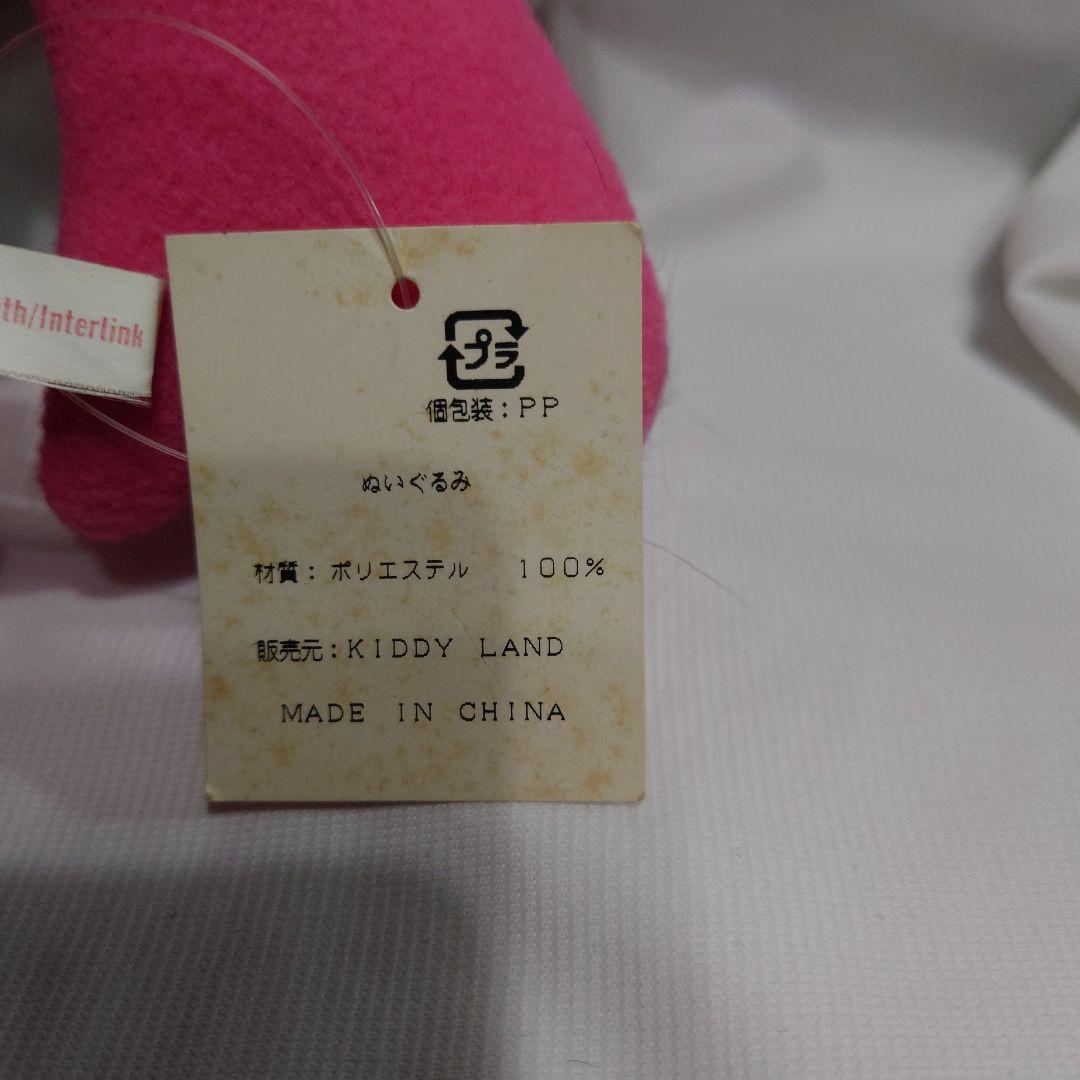 th/Interlink
プラ
個包装:PP
ぬいぐるみ
材質:ポリエステル 100%
販売元:KIDDY LAND
MADE IN CHINA